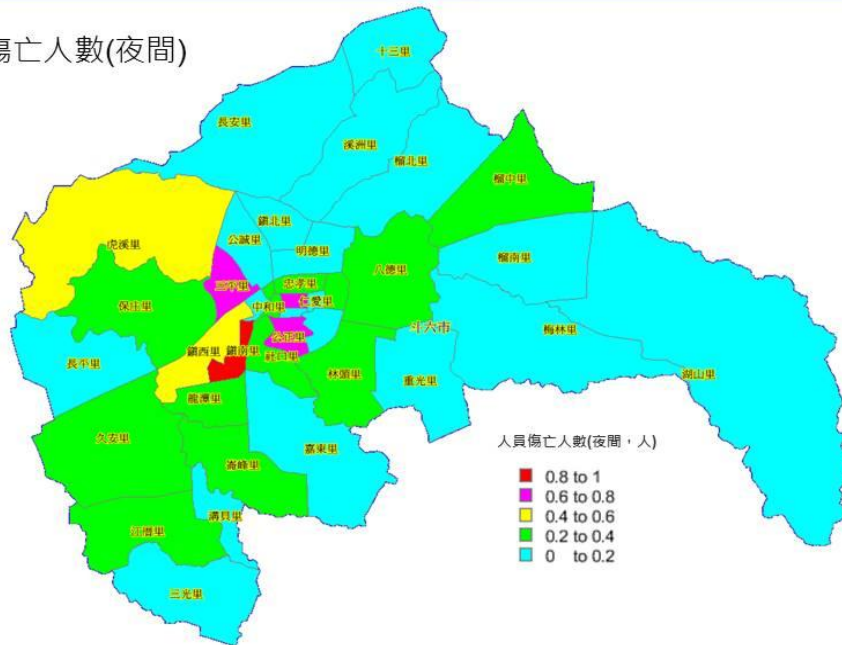 傷亡人數(夜間)
十三里
長安里
溪洲里
榴北里
榴中里
鎮北里
公誠里
明德里
虎溪里
八德里
榴南里
三平里
忠孝里
仁愛里
保庄里
中和里
公正里
斗六市
梅林里
鎮西里
鎮南里
社口里
長平里
林頭里
重光里
湖山里
龍潭里
久安里
嘉東里
崙峰里
溝貝里
江厝里
三光里
人員傷亡人數(夜間,人)
0.8 to 1
0.6 to 0.8
0.4 to 0.6
0.2 to 0.4
0 to 0.2